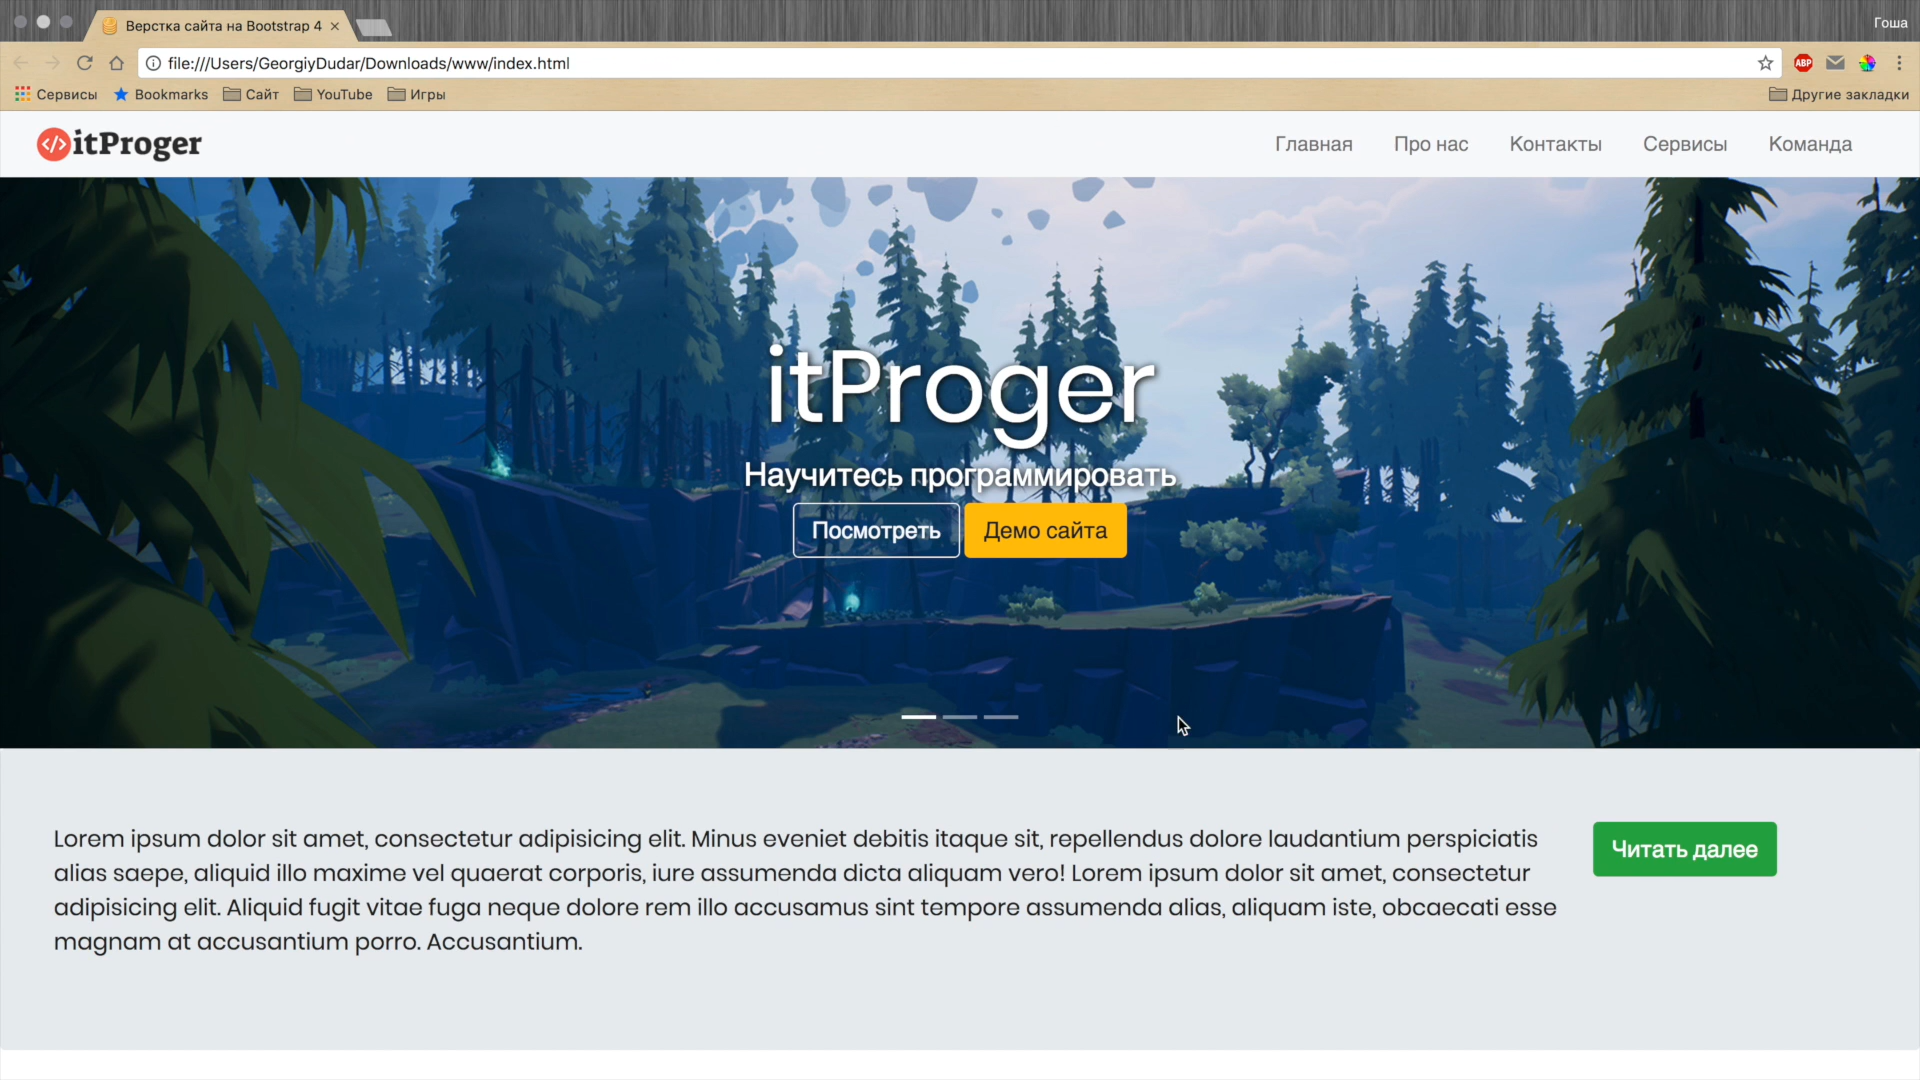 Верстка сайта на Bootstrap 4
Гоша
file:///Users/GeorgiyDudar/Downloads/www/index.html
ABP
Сервисы
Bookmarks
Сайт
YouTube
Игры
Другие закладки
</>itProger
Главная
Про нас
Контакты
Сервисы
Команда
itProger
Научитесь программировать
Посмотреть
Демо сайта
Lorem ipsum dolor sit amet, consectetur adipisicing elit. Minus eveniet debitis itaque sit, repellendus dolore laudantium perspiciatis
alias saepe, aliquid illo maxime vel quaerat corporis, iure assumenda dicta aliquam vero! Lorem ipsum dolor sit amet, consectetur
adipisicing elit. Aliquid fugit vitae fuga neque dolore rem illo accusamus sint tempore assumenda alias, aliquam iste, obcaecati esse
magnam at accusantium porro. Accusantium.
Читать далее